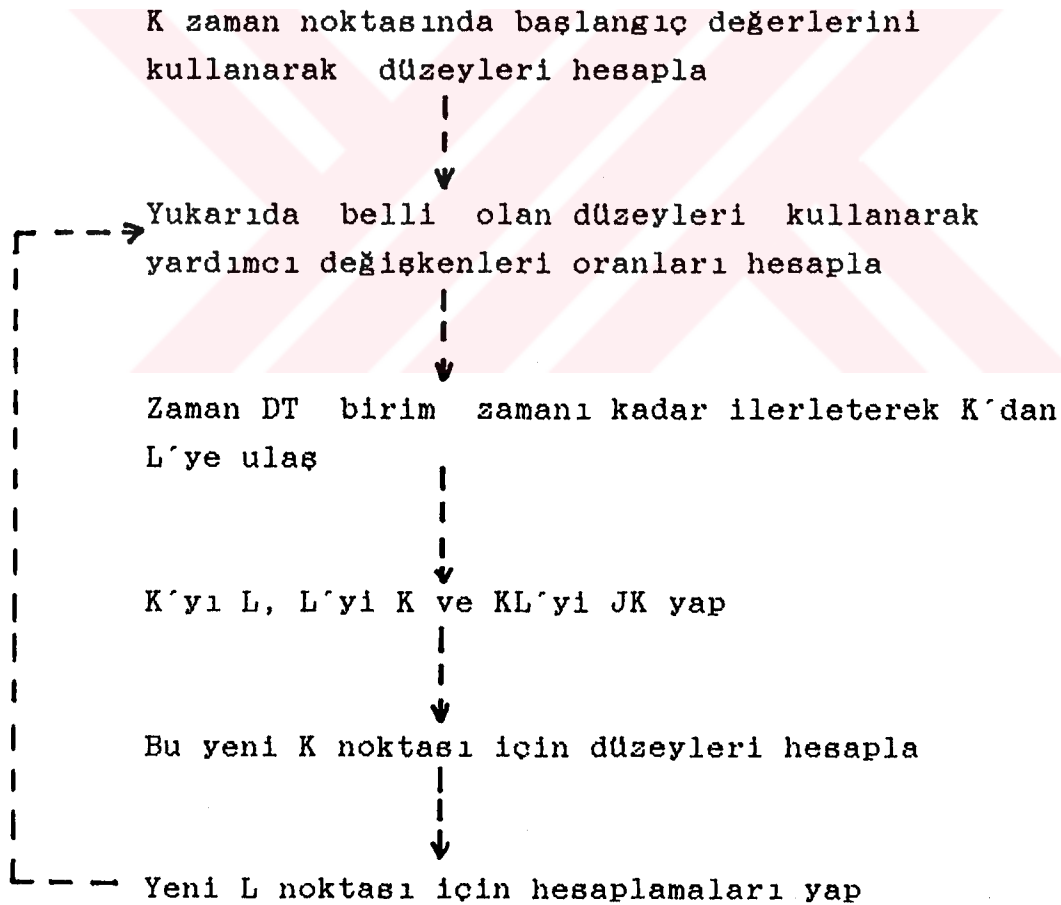 K zaman noktasında başlangıç değerlerini
kullanarak düzeyleri hesapla
Yukarıda belli olan düzeyleri kullanarak
yardımcı değişkenleri oranları hesapla
Zaman DT birim zamanı kadar ilerleterek K´dan
L´ye ulaş
K´yı L, L´yi K ve KL´yi JK yap
Bu yeni K noktası için düzeyleri hesapla
Yeni L noktası için hesaplamaları yap